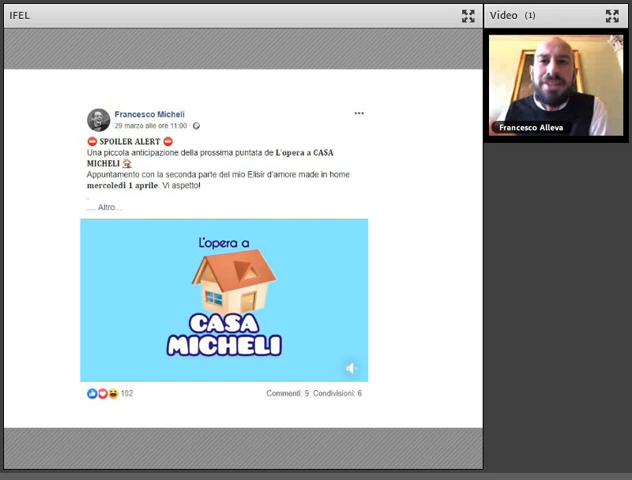 IFEL
Video (1)
Francesco Alleva
Francesco Micheli
29 marzo alle ore 11:00 ·
SPOILER ALERT
Una piccola anticipazione della prossima puntata de L'opera a CASA
MICHELI
Appuntamento con la seconda parte del mio Elisir d'amore made in home
mercoledì 1 aprile. Vi aspetto!
.
.... Altro...
L'opera a
CASA
MICHELI
102
Commenti: 9 Condivisioni: 6